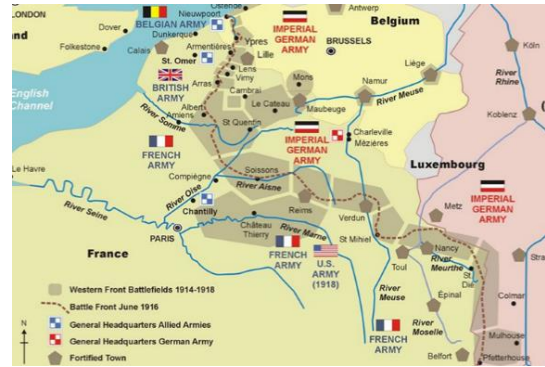 LONDON
Dover
Folkestone
Calais
English
Channel
BELGIAN ARMY
Nieuwpoort
Ostende
Dunkerque
Ypres
Armentières
Lille
St. Omer
BRITISH
ARMY
Lens
Vimy
Arras
Cambrai
Albert
Amiens
River Somme
Le Cateau
St Quentin
Mons
Maubeuge
IMPERIAL
GERMAN
ARMY
Antwerp
Belgium
BRUSSELS
Liège
Namur
River Meuse
Köln
River
Rhine
Koblenz
FRENCH
ARMY
IMPERIAL
GERMAN
ARMY
Charleville
Mézières
Luxembourg
IMPERIAL
GERMAN
ARMY
Le Havre
River Seine
Compiègne
River Oise
Soissons
River Aisne
Chantilly
PARIS
Reims
Château
Thierry
River Marne
Verdun
St Mihiel
Metz
France
FRENCH
ARMY
U.S.
ARMY
(1918)
Toul
Nancy
River
Meurthe
St.
Dié
River
Meuse
Épinal
River
Moselle
Colmar
Mulhouse
Belfort
Pfetterhouse
FRENCH
ARMY
Western Front Battlefields 1914-1918
Battle Front June 1916
General Headquarters Allied Armies
General Headquarters German Army
Fortified Town
N